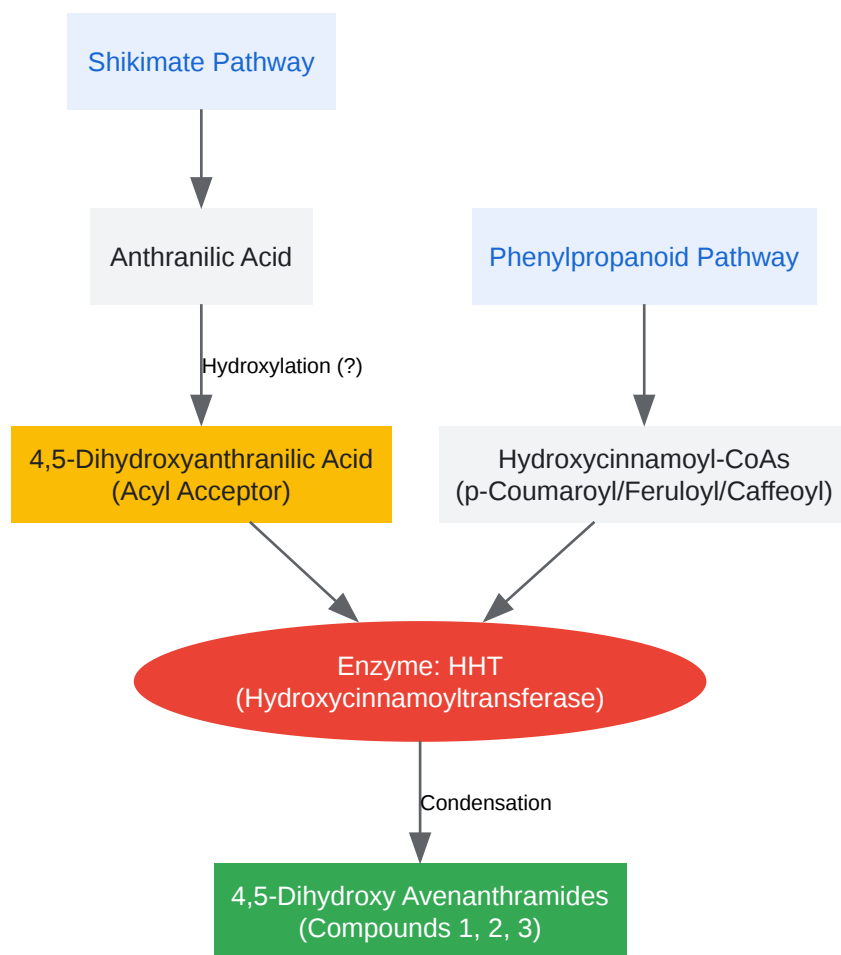 Shikimate Pathway
Anthranilic Acid
Phenylpropanoid Pathway
Hydroxylation (?)
4,5-Dihydroxyanthranilic Acid
(Acyl Acceptor)
Hydroxycinnamoyl-CoAs
(p-Coumaroyl/Feruloyl/Caffeoyl)
Enzyme: HHT
(Hydroxycinnamoyltransferase)
Condensation
4,5-Dihydroxy Avenanthramides
(Compounds 1, 2, 3)